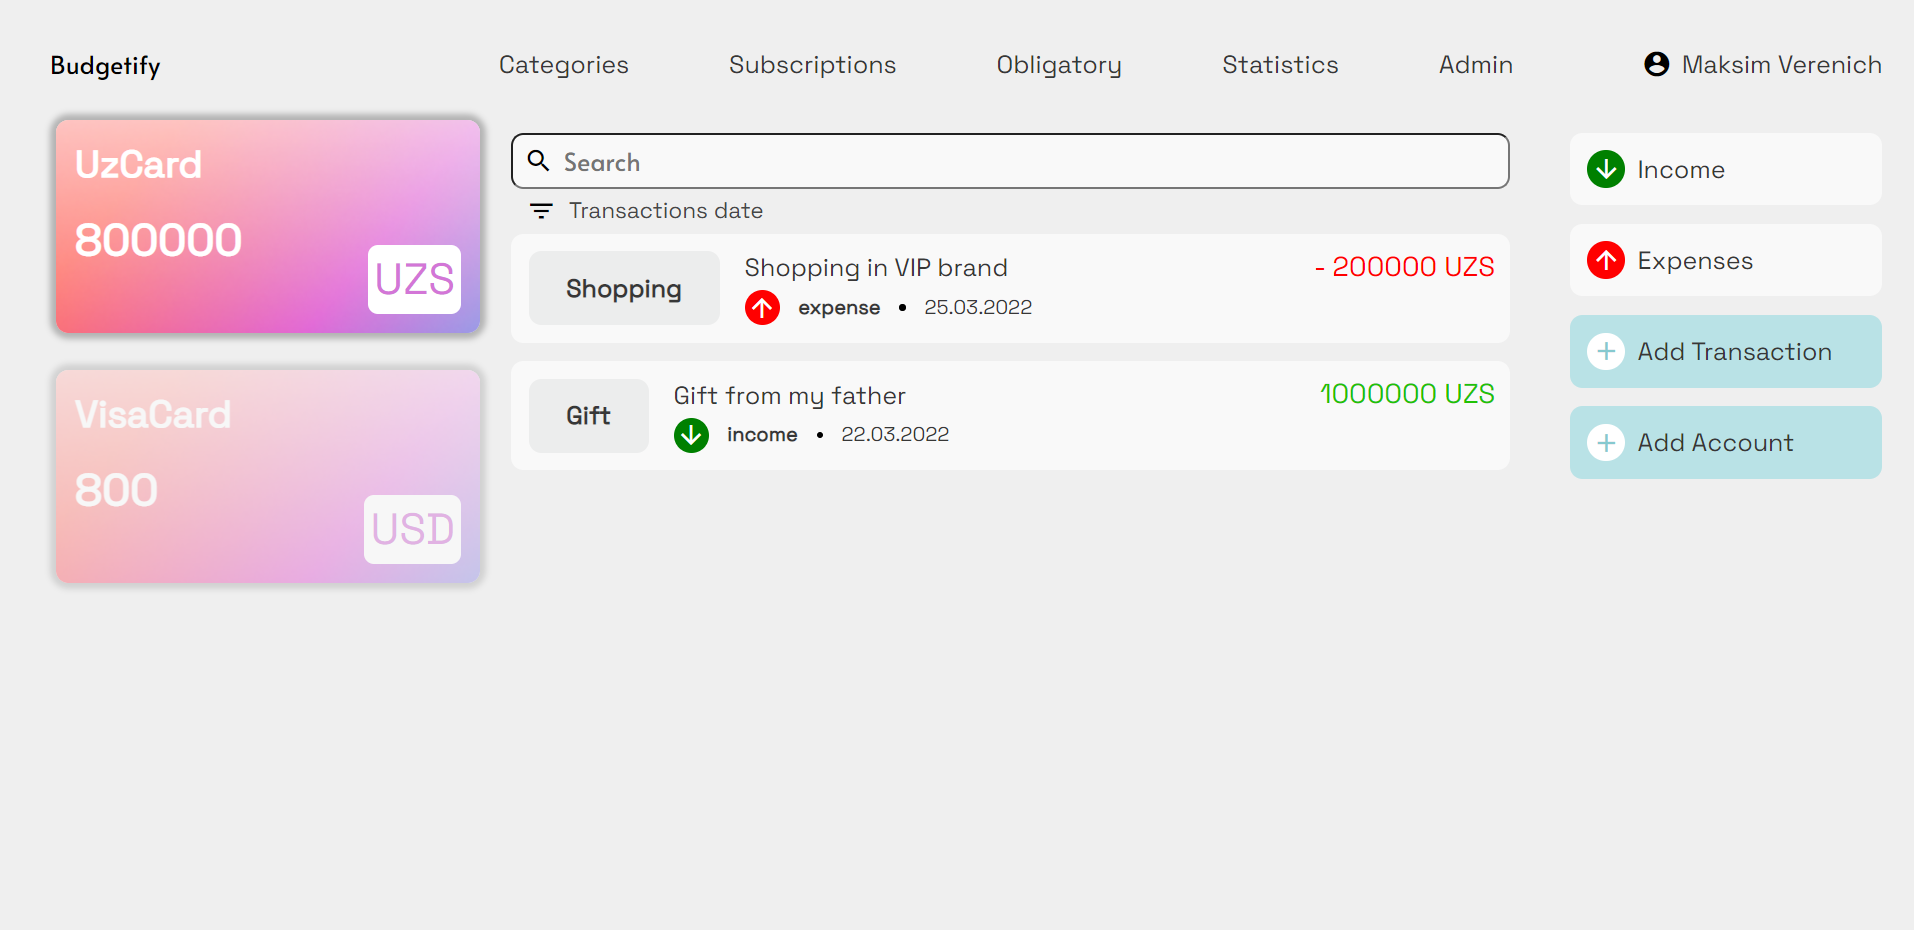 Budgetify
Categories
Subscriptions
Obligatory
Statistics
Admin
Maksim Verenich
UzCard
800000
UZS
VisaCard
800
USD
Search
Transactions date
Shopping
Shopping in VIP brand
expense • 25.03.2022
- 200000 UZS
Gift
Gift from my father
income • 22.03.2022
1000000 UZS
Income
Expenses
Add Transaction
Add Account